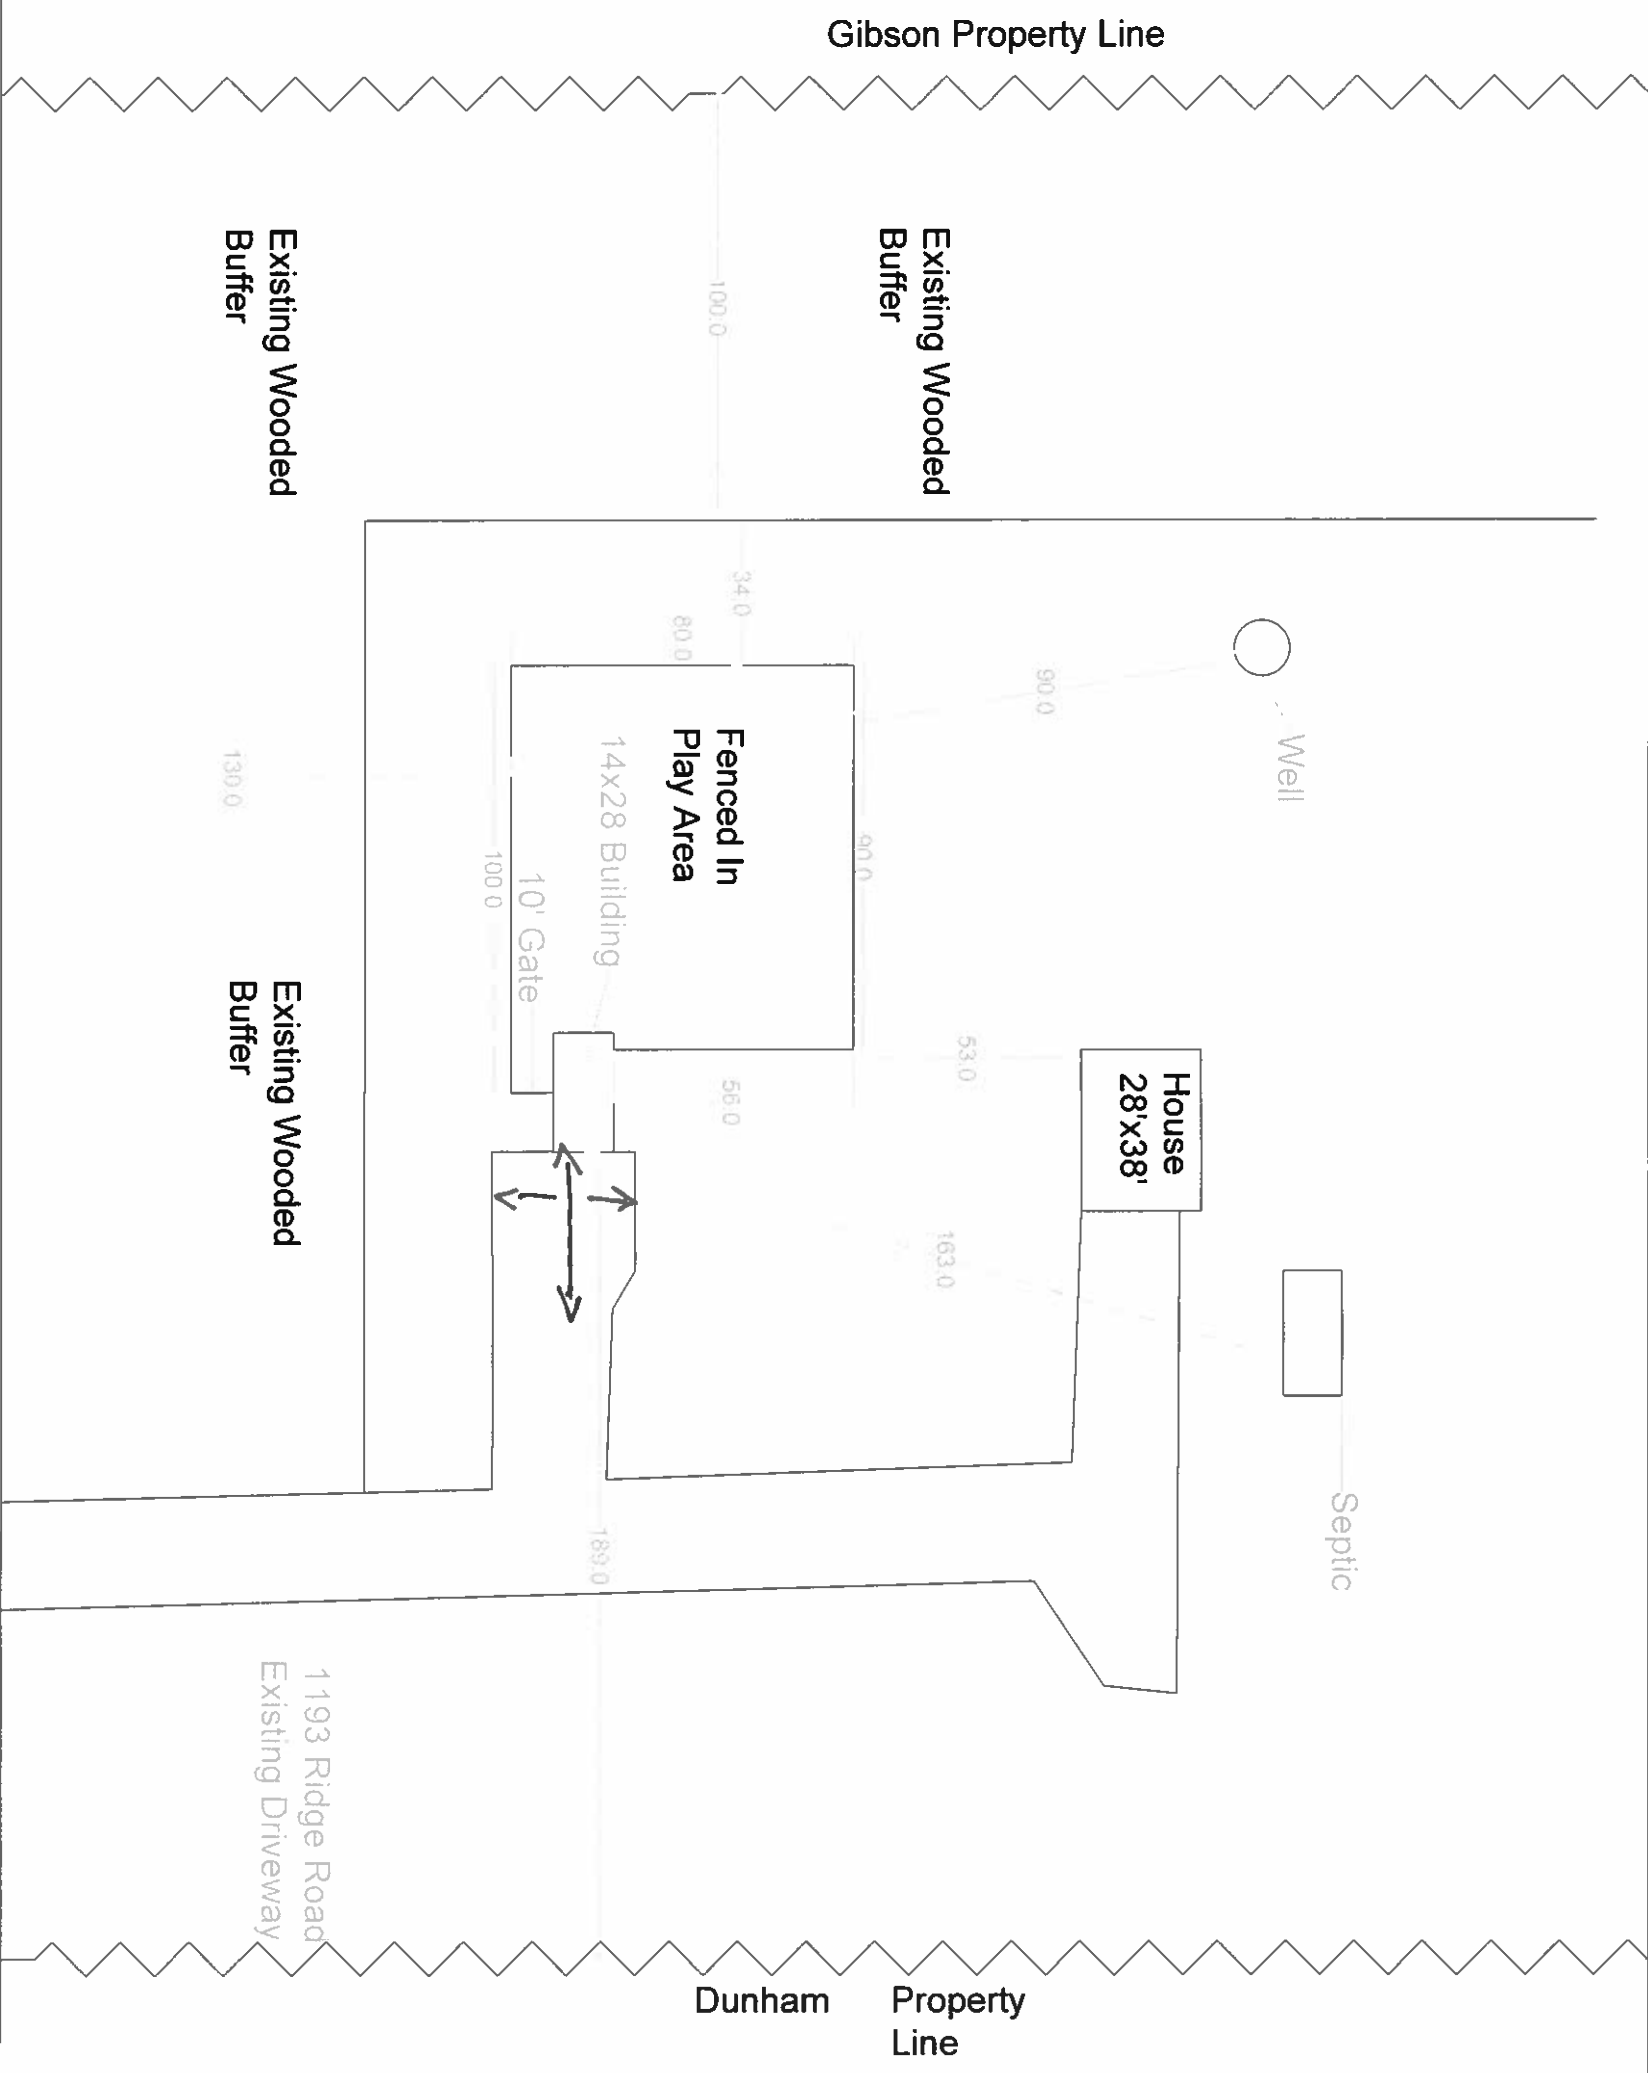 Gibson Property Line
Existing Wooded
Buffer
Existing Wooded
Buffer
100.0
34.0
80.0
90.0
Well
Fenced In
Play Area
14x28 Building
90.0
130.0
100.0
10' Gate
Existing Wooded
Buffer
53.0
56.0
House
28'x38'
163.0
Septic
189.0
1193 Ridge Road
Existing Driveway
Dunham Property
Line